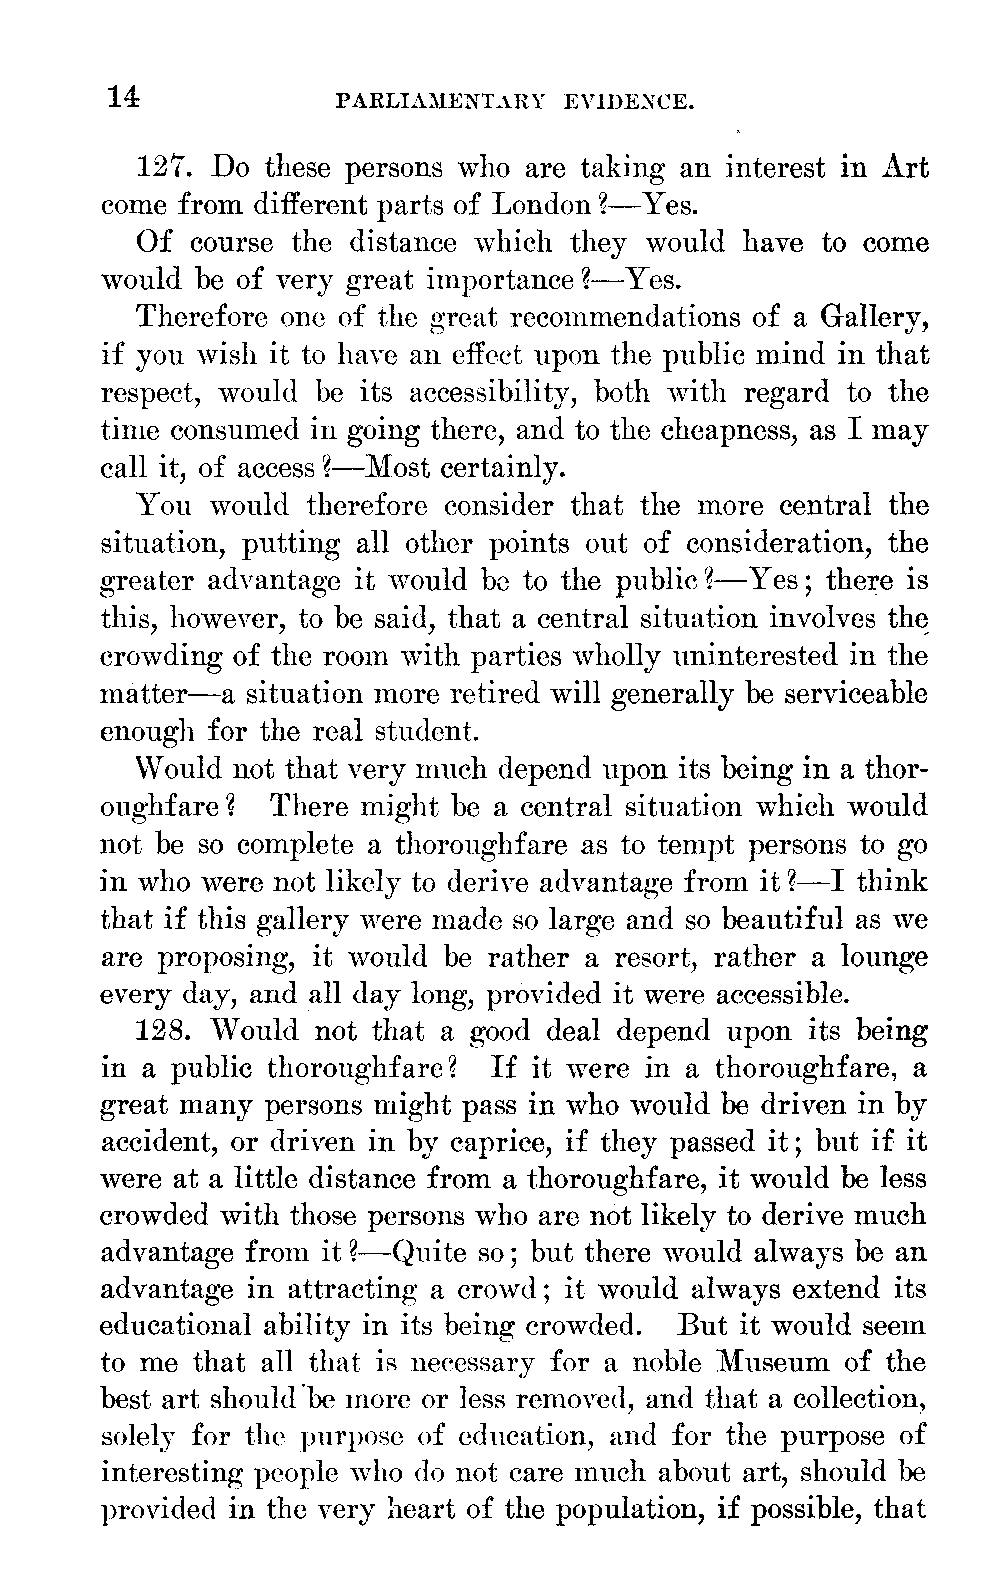 14 PARLIAMENTARY EVIDENCE.
127. Do these persons who are taking an interest in Art
come from different parts of London?—Yes.
Of course the distance which they would have to come
would be of very great importance?—Yes.
Therefore one of the great recommendations of a Gallery,
if you wish it to have an effect upon the public mind in that
respect, would be its accessibility, both with regard to the
time consumed in going there, and to the cheapness, as I may
call it, of access?—Most certainly.
You would therefore consider that the more central the
situation, putting all other points out of consideration, the
greater advantage it would be to the public?—Yes; there is
this, however, to be said, that a central situation involves the
crowding of the room with parties wholly uninterested in the
matter—a situation more retired will generally be serviceable
enough for the real student.
Would not that very much depend upon its being in a thor-
oughfare? There might be a central situation which would
not be so complete a thoroughfare as to tempt persons to go
in who were not likely to derive advantage from it?—I think
that if this gallery were made so large and so beautiful as we
are proposing, it would be rather a resort, rather a lounge
every day, and all day long, provided it were accessible.
128. Would not that a good deal depend upon its being
in a public thoroughfare? If it were in a thoroughfare, a
great many persons might pass in who would be driven in by
accident, or driven in by caprice, if they passed it; but if it
were at a little distance from a thoroughfare, it would be less
crowded with those persons who are not likely to derive much
advantage from it?—Quite so; but there would always be an
advantage in attracting a crowd; it would always extend its
educational ability in its being crowded. But it would seem
to me that all that is necessary for a noble Museum of the
best art should be more or less removed, and that a collection,
solely for the purpose of education, and for the purpose of
interesting people who do not care much about art, should be
provided in the very heart of the population, if possible, that